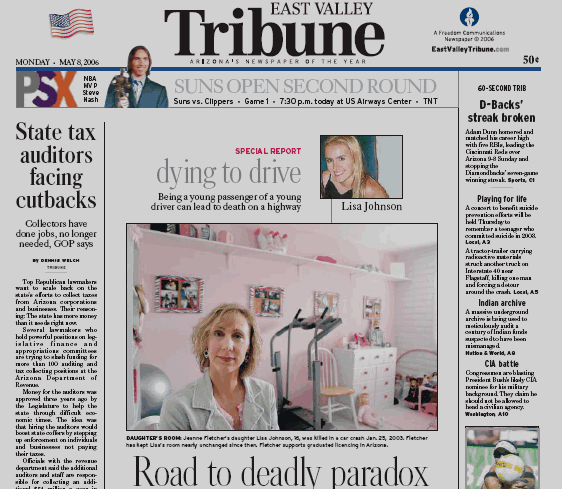 EAST VALLEY
Tribune
ARIZONA'S NEWSPAPER OF THE YEAR
A Freedom Communications
Newspaper © 2006
EastValleyTribune.com
MONDAY • MAY 8, 2006
50¢
PSX
NBA
MVP
Steve
Nash
SUNS OPEN SECOND ROUND
Suns vs. Clippers • Game 1 • 7:30 p.m. today at US Airways Center • TNT
State tax
auditors
facing
cutbacks
Collectors have
done jobs, no longer
needed, GOP says
BY DENNIS WELCH
TRIBUNE
Top Republican lawmakers
want to scale back on the
state's efforts to collect taxes
from Arizona corporations
and businesses. Their reason-
ing: The state has more money
than it needs right now.
Several lawmakers who
hold powerful positions on leg-
islative finance and
appropriations committees
are trying to slash funding for
more than 100 auditing and
tax collecting positions at the
Arizona Department of
Revenue.
Money for the auditors was
approved three years ago by
the Legislature to help the
state through difficult eco-
nomic times. The idea was
that hiring the auditors would
boost state coffers by stepping
up enforcement on individuals
and businesses not paying
their taxes.
Officials with the revenue
department said the additional
auditors and staff are respon-
sible for collecting an addi-
SPECIAL REPORT
dying to drive
Being a young passenger of a young
driver can lead to death on a highway
Lisa Johnson
DAUGHTER'S ROOM: Jeanne Fletcher's daughter Lisa Johnson, 16, was killed in a car crash Jan. 25, 2003. Fletcher
has kept Lisa's room nearly unchanged since then. Fletcher supports graduated licensing in Arizona.
Road to deadly paradox
60-SECOND TRIB
D-Backs'
streak broken
Adam Dunn homered and
matched his career high
with five RBIs, leading the
Cincinnati Reds over
Arizona 9-8 Sunday and
stopping the
Diamondbacks' seven-game
winning streak. Sports, C1
Playing for life
A concert to benefit suicide
prevention efforts will be
held Thursday to
remember a teenager who
committed suicide in 2003.
Local, A3
A tractor-trailer carrying
radioactive materials
struck another truck on
Interstate 40 near
Flagstaff, killing one man
and forcing a detour
around the crash. Local, A5
Indian archive
A massive underground
archive is being used to
meticulously audit a
century of Indian funds
suspected to have been
mismanaged.
Nation & World, A8
CIA battle
Congressmen are blasting
President Bush's likely CIA
nominee for his military
background. They claim he
should not be allowed to
head a civilian agency.
Washington, A10